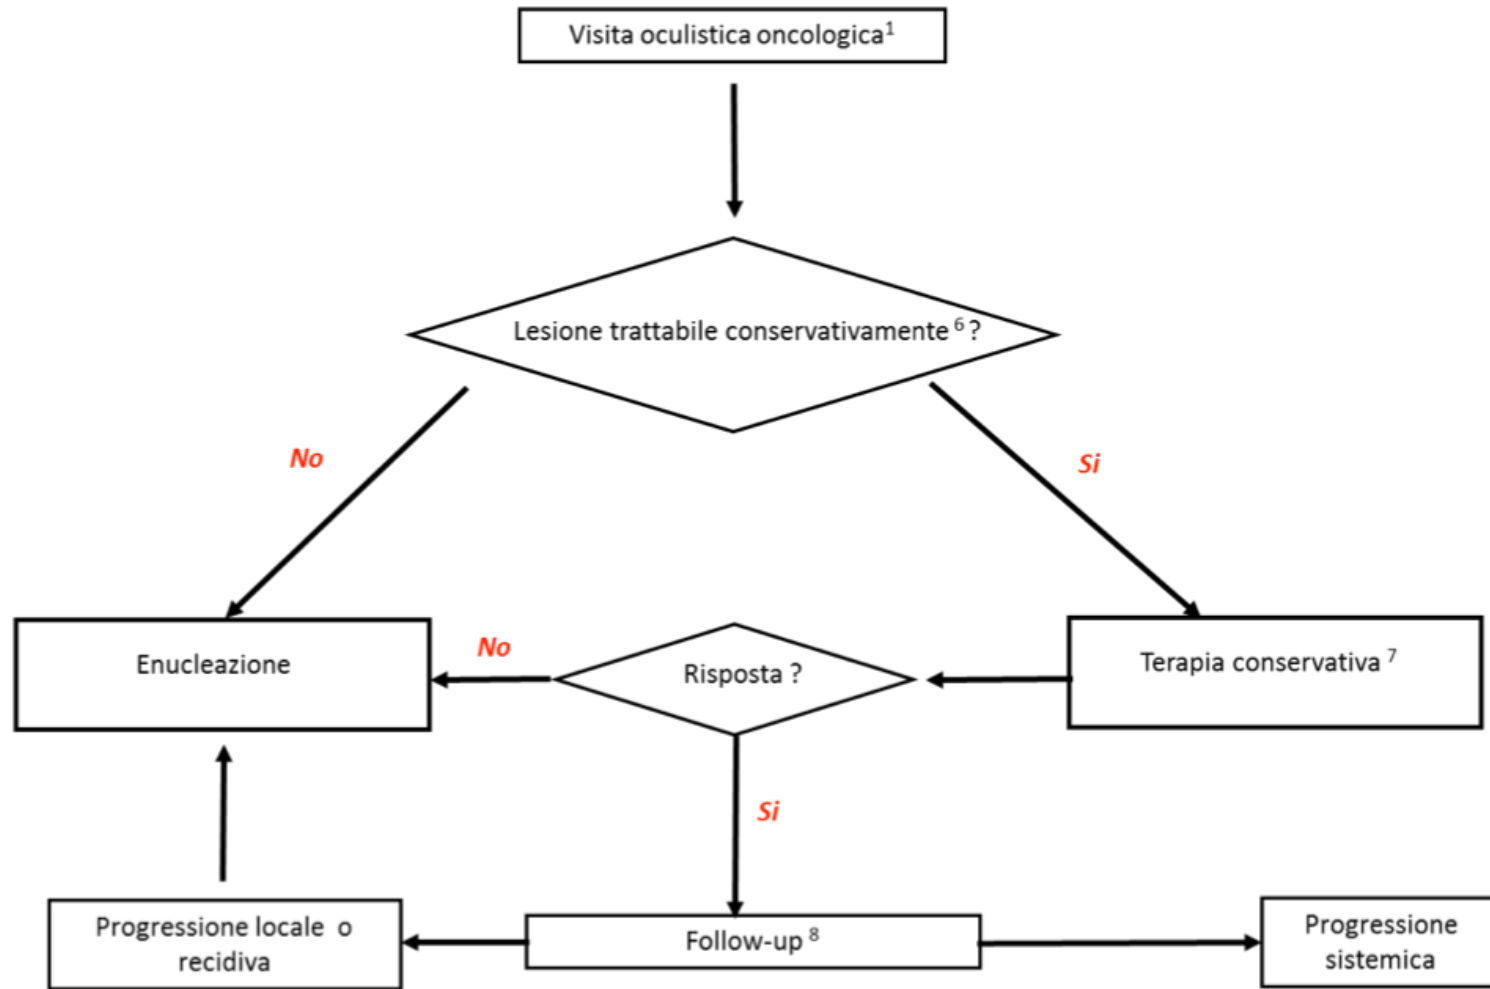 Visita oculistica oncologica¹
Lesione trattabile conservativamente ⁶ ?
No
Si
Enucleazione
No
Risposta ?
Terapia conservativa ⁷
Si
Progressione locale o
recidiva
Follow-up ⁸
Progressione
sistemica